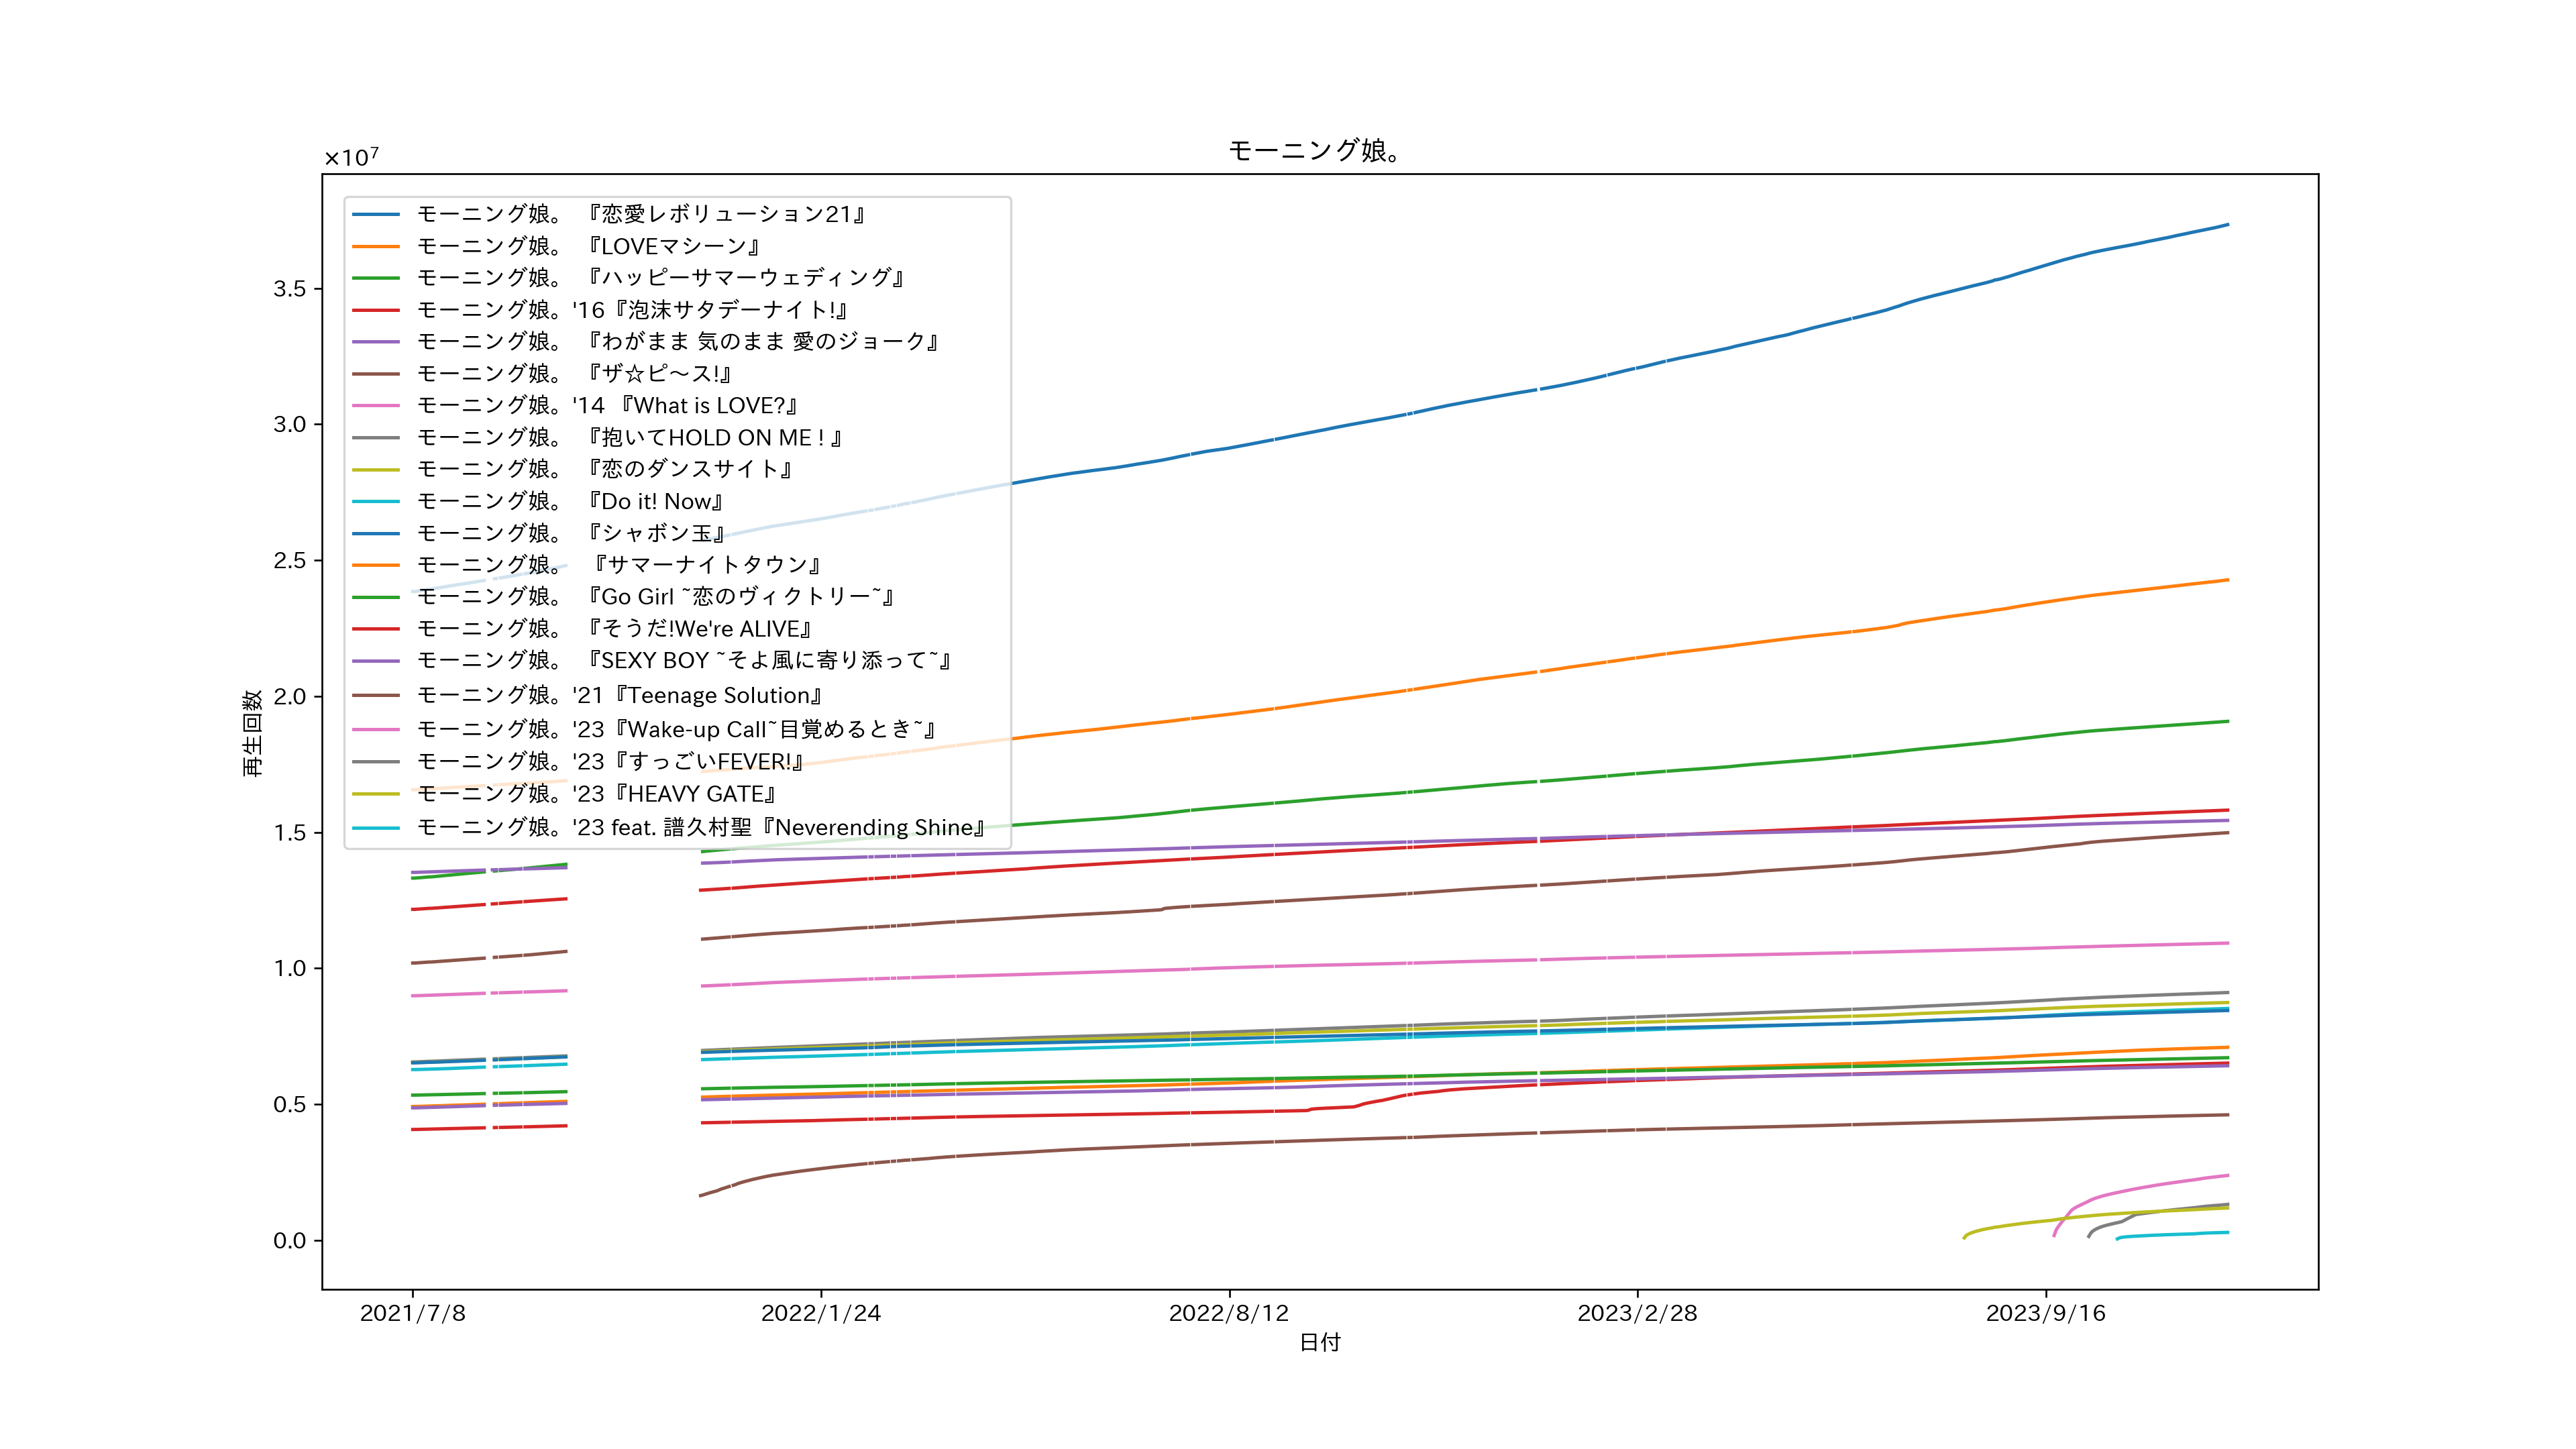 モーニング娘。
×10⁷
モーニング娘。 『恋愛レボリューション21』
モーニング娘。 『LOVEマシーン』
モーニング娘。 『ハッピーサマーウェディング』
モーニング娘。'16『泡沫サタデーナイト!』
モーニング娘。 『わがまま 気のまま 愛のジョーク』
モーニング娘。 『ザ☆ピ〜ス!』
モーニング娘。'14 『What is LOVE?』
モーニング娘。 『抱いてHOLD ON ME ! 』
モーニング娘。 『恋のダンスサイト』
モーニング娘。 『Do it! Now』
モーニング娘。 『シャボン玉』
モーニング娘。 『サマーナイトタウン』
モーニング娘。 『Go Girl ~恋のヴィクトリー~』
モーニング娘。 『そうだ!We're ALIVE』
モーニング娘。 『SEXY BOY ~そよ風に寄り添って~』
モーニング娘。'21『Teenage Solution』
モーニング娘。'23『Wake-up Call~目覚めるとき~』
モーニング娘。'23『すっごいFEVER!』
モーニング娘。'23『HEAVY GATE』
モーニング娘。'23 feat. 譜久村聖『Neverending Shine』
3.5
3.0
2.5
2.0
1.5
1.0
0.5
0.0
再生回数
2021/7/8
2022/1/24
2022/8/12
2023/2/28
2023/9/16
日付